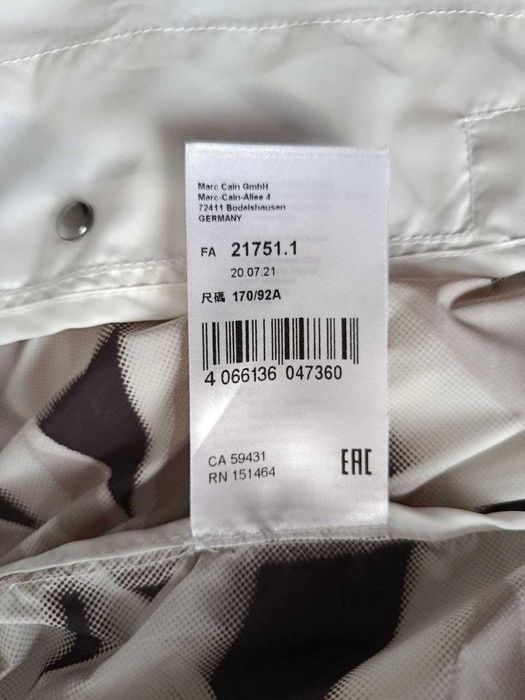 Marc Cain GmbH
Marc-Cain-Allee 4
72411 Bodelshausen
GERMANY
FA 21751.1
20 07.21
尺碼 170/92A
4 066136 047360
CA 59431
RN 151464
EAC